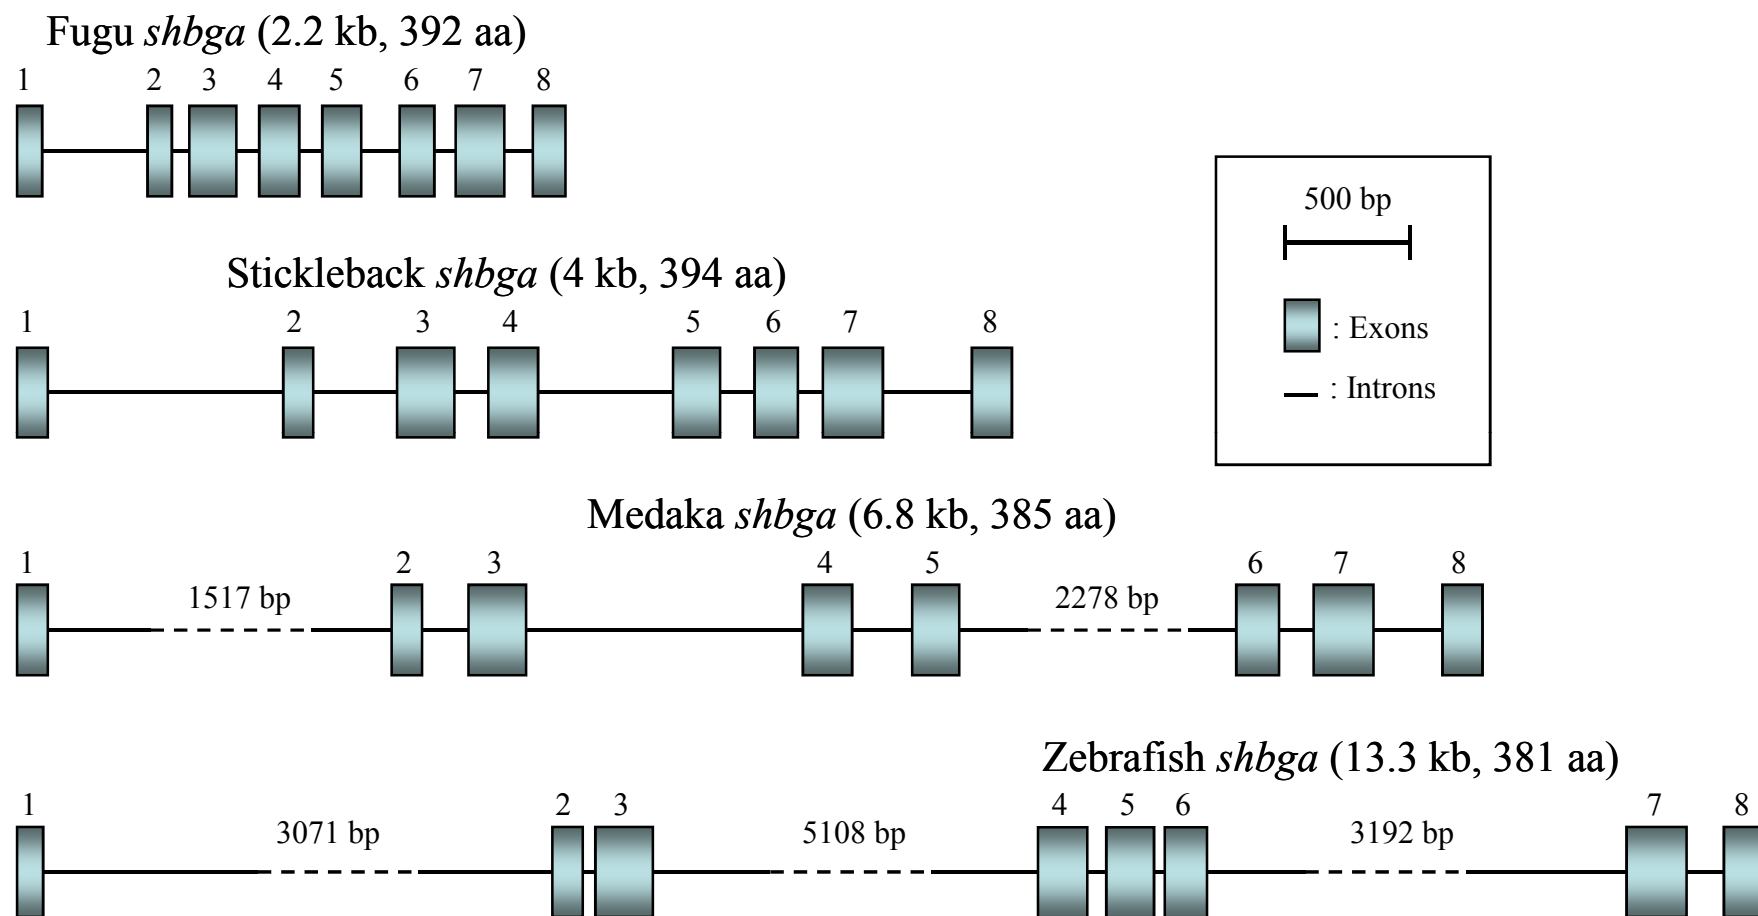 Fugu shbga (2.2 kb, 392 aa)
1 2 3 4 5 6 7 8
500 bp
: Exons
: Introns
Stickleback shbga (4 kb, 394 aa)
1 2 3 4 5 6 7 8
Medaka shbga (6.8 kb, 385 aa)
1 2 3 4 5 6 7 8
1517 bp 2278 bp
Zebrafish shbga (13.3 kb, 381 aa)
1 2 3 4 5 6 7 8
3071 bp 5108 bp 3192 bp